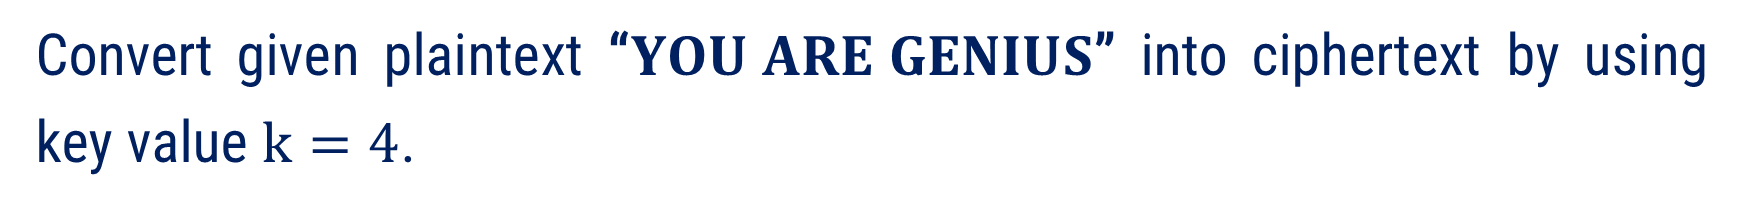 Convert given plaintext “YOU ARE GENIUS” into ciphertext by using
key value k = 4.